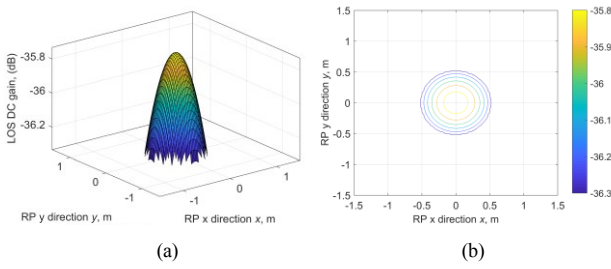 -35.8
-36
-36.2
LOS DC gain, (dB)
1
0
-1
RP y direction y, m
-1
0
1
RP x direction x, m
(a)
1.5
1
0.5
0
-0.5
-1
-1.5
RP y direction y, m
-1.5 -1 -0.5 0 0.5 1 1.5
RP x direction x, m
-35.8
-35.9
-36
-36.1
-36.2
-36.3
(b)